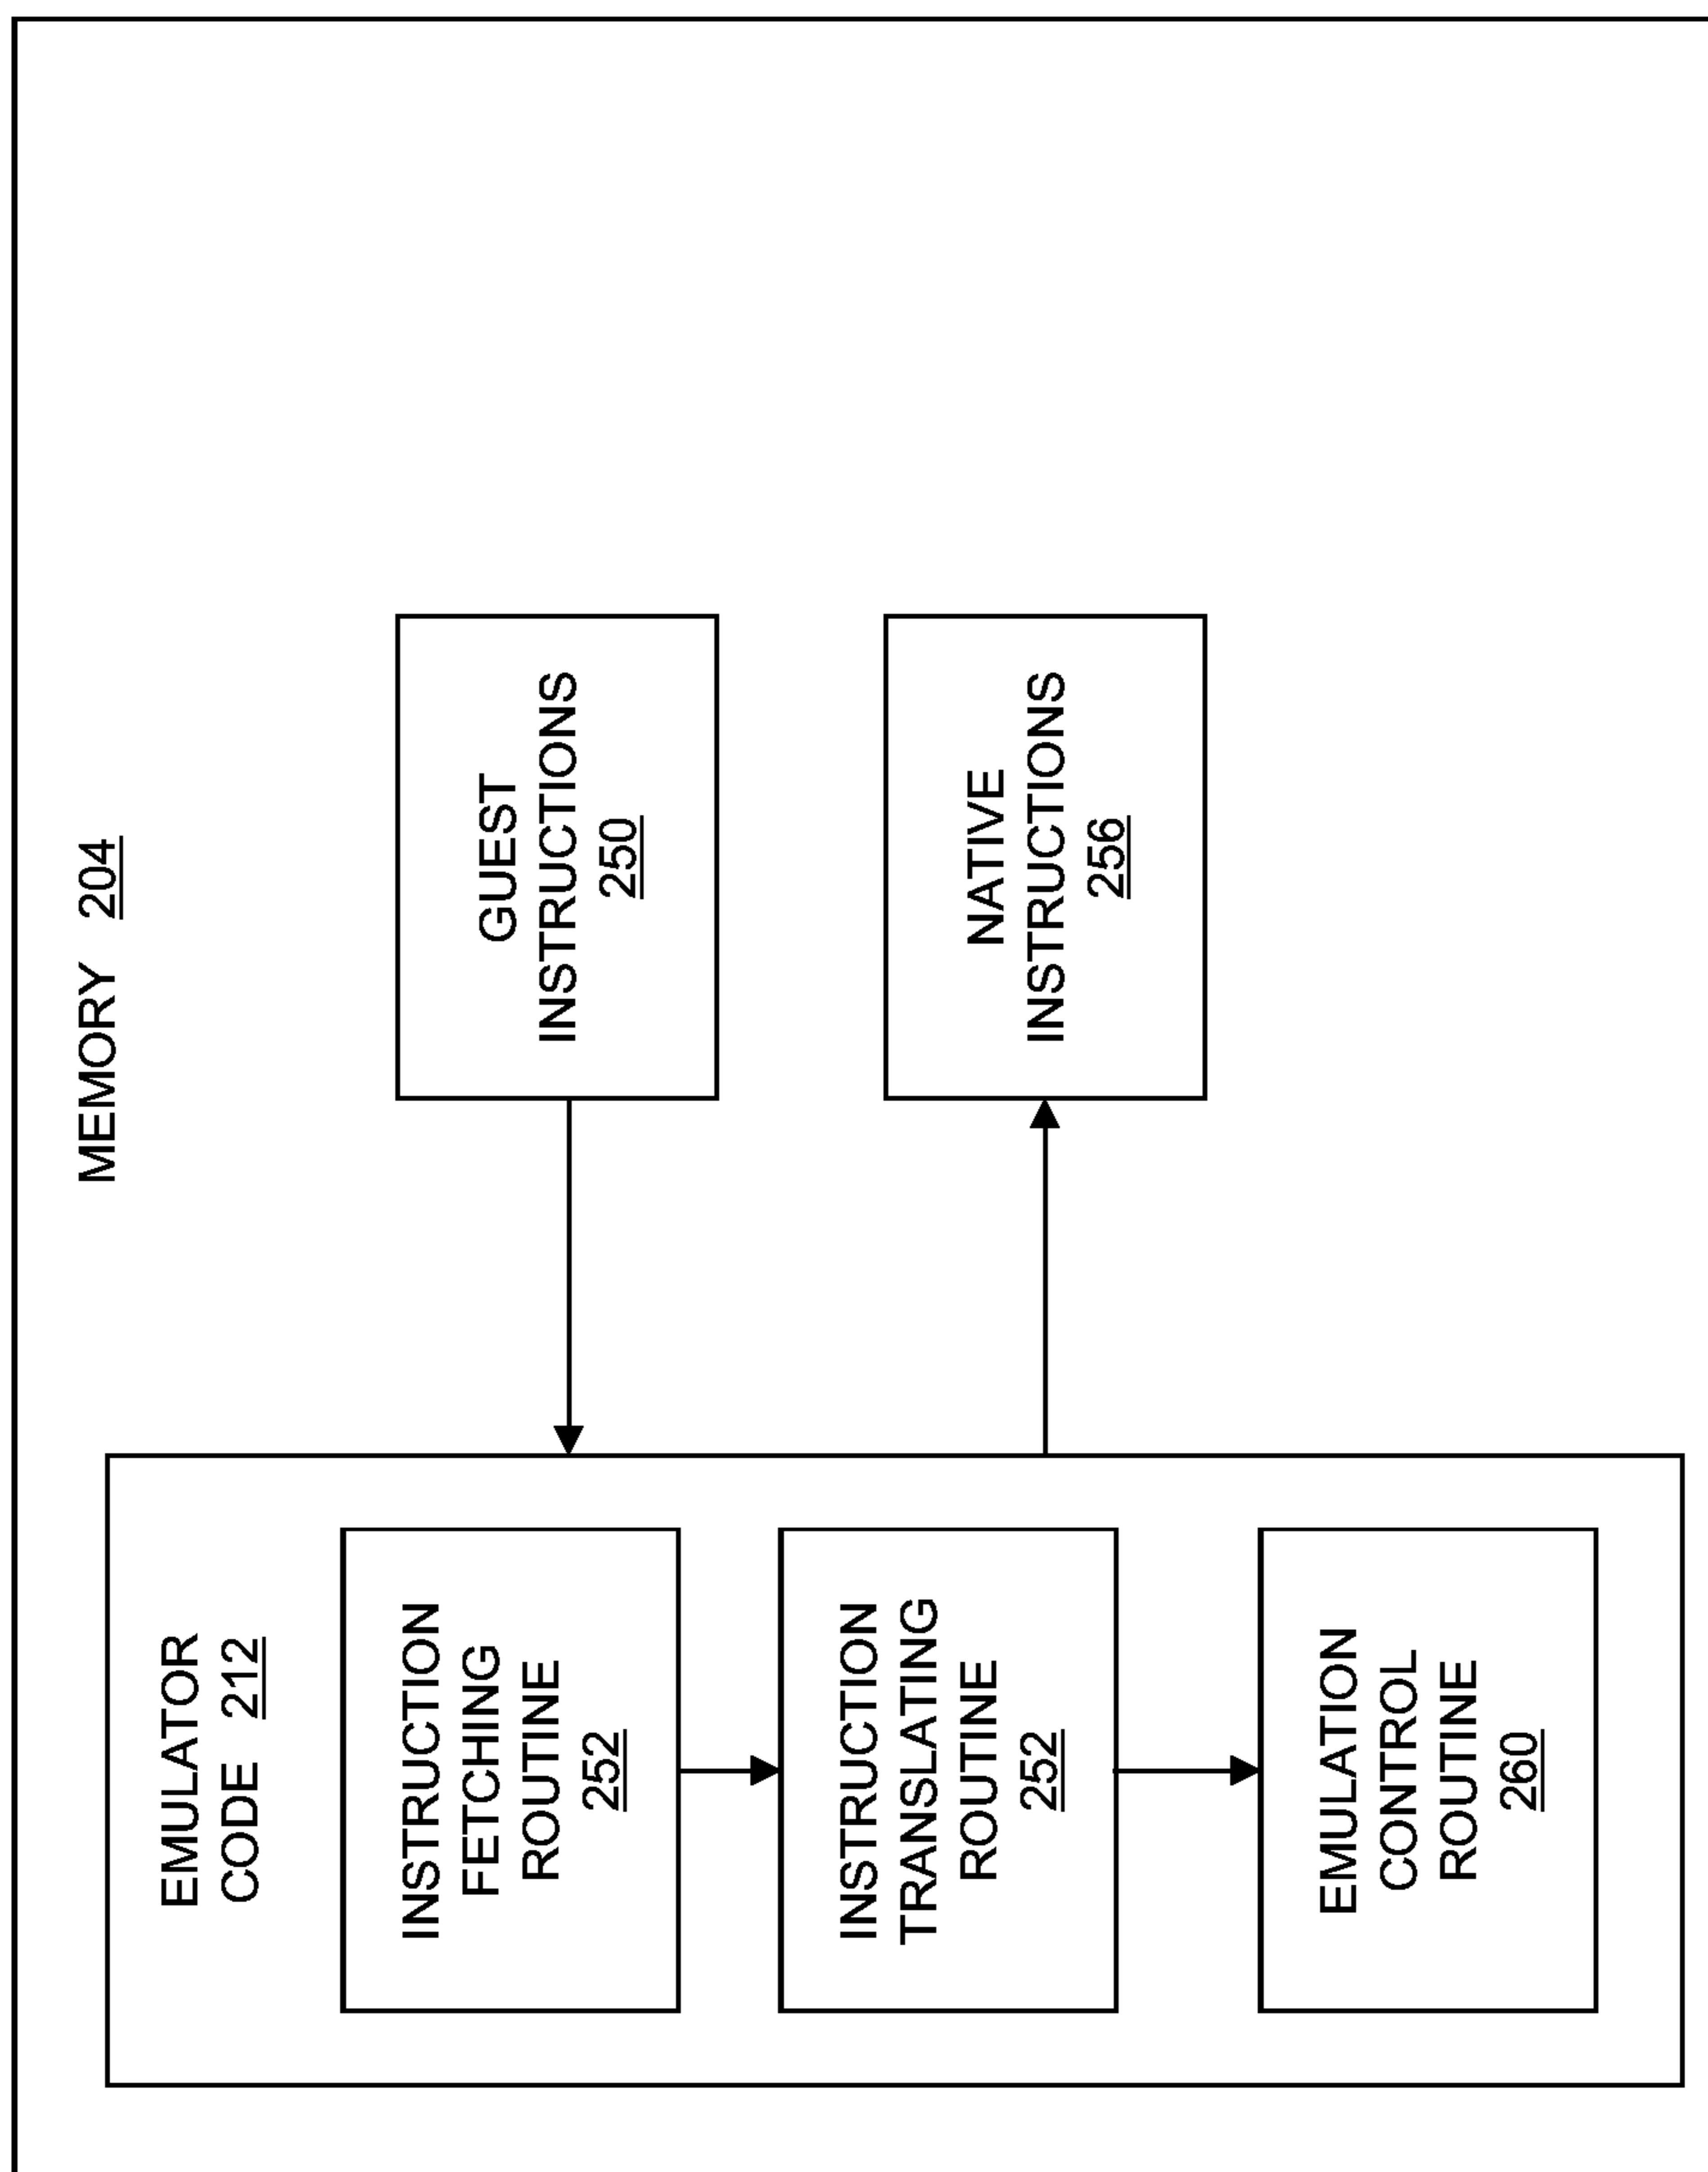 MEMORY 204
EMULATOR
CODE 212
INSTRUCTION
FETCHING
ROUTINE
252
INSTRUCTION
TRANSLATING
ROUTINE
252
EMULATION
CONTROL
ROUTINE
260
GUEST
INSTRUCTIONS
250
NATIVE
INSTRUCTIONS
256